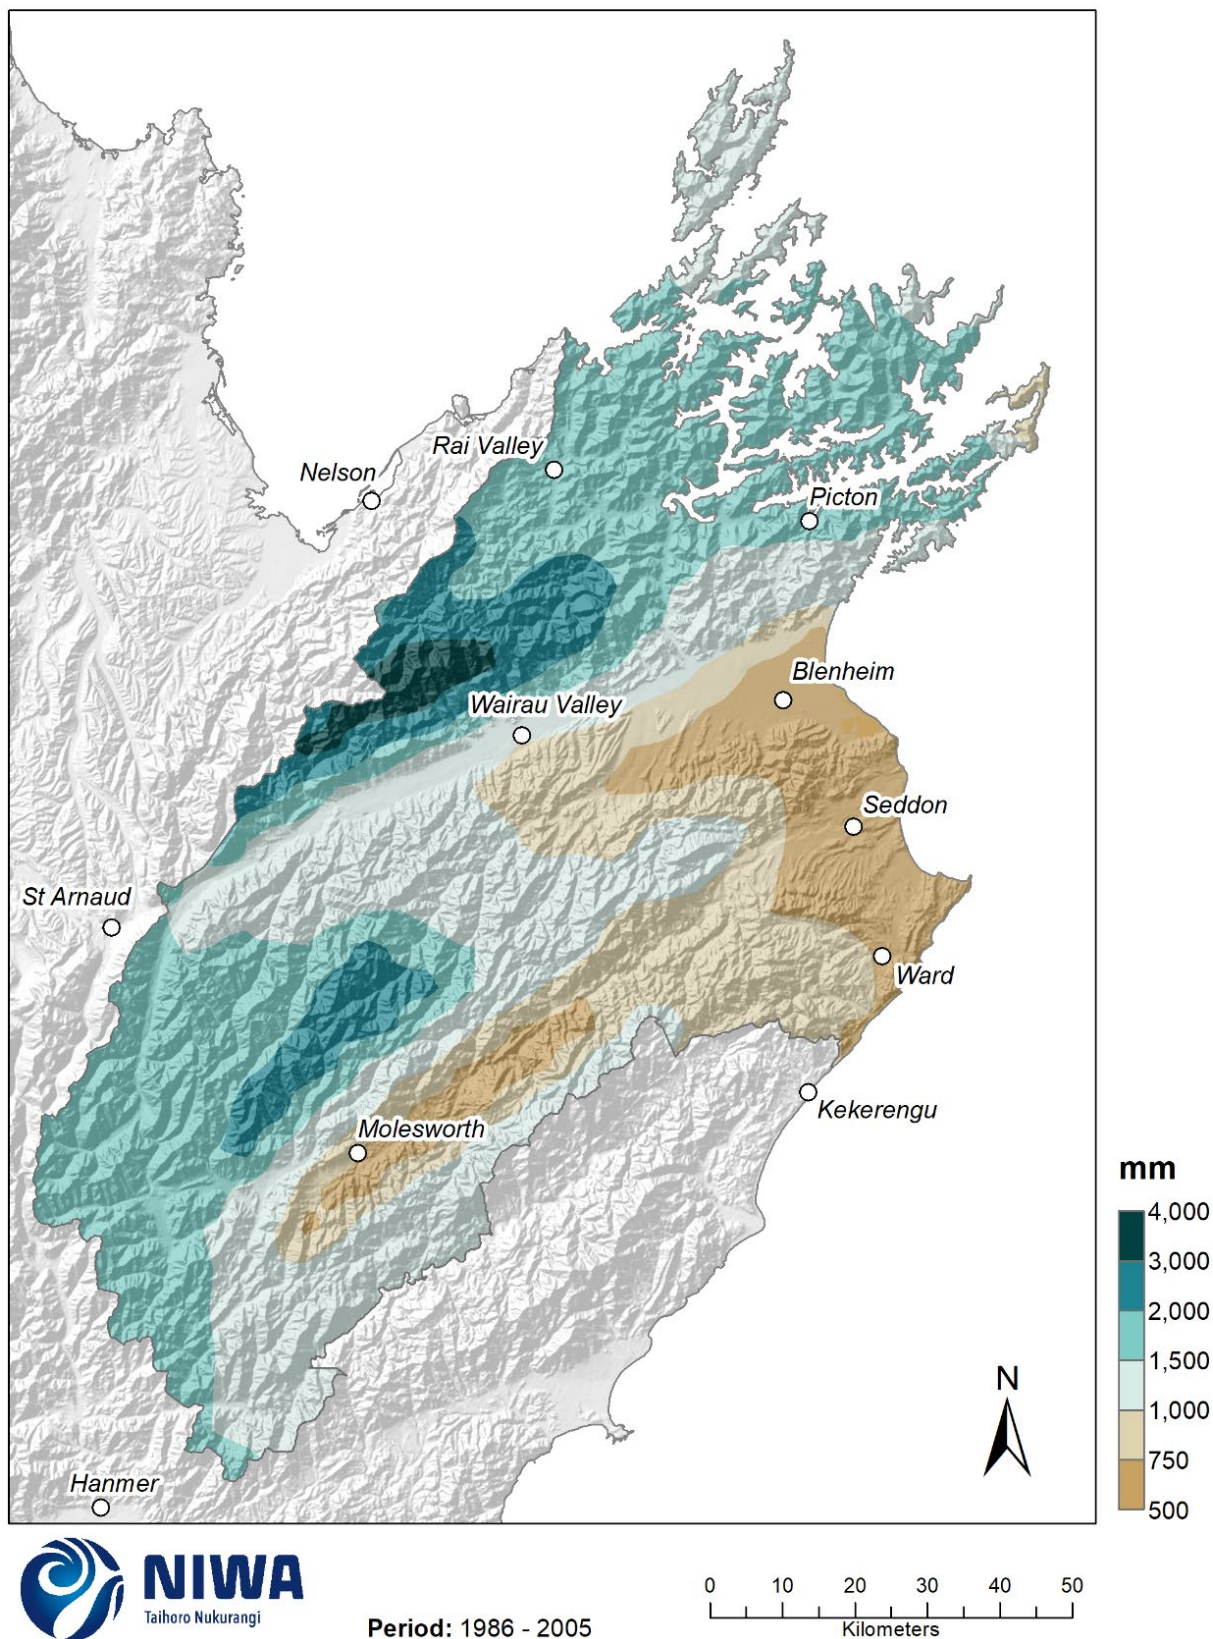 Rai Valley
Nelson
Picton
Blenheim
Wairau Valley
Seddon
St Arnaud
Ward
Kekerengu
Molesworth
mm
4,000
3,000
2,000
1,500
1,000
750
500
N
Hanmer
NIWA
Taihoro Nukurangi
Period: 1986 - 2005
0 10 20 30 40 50
Kilometers